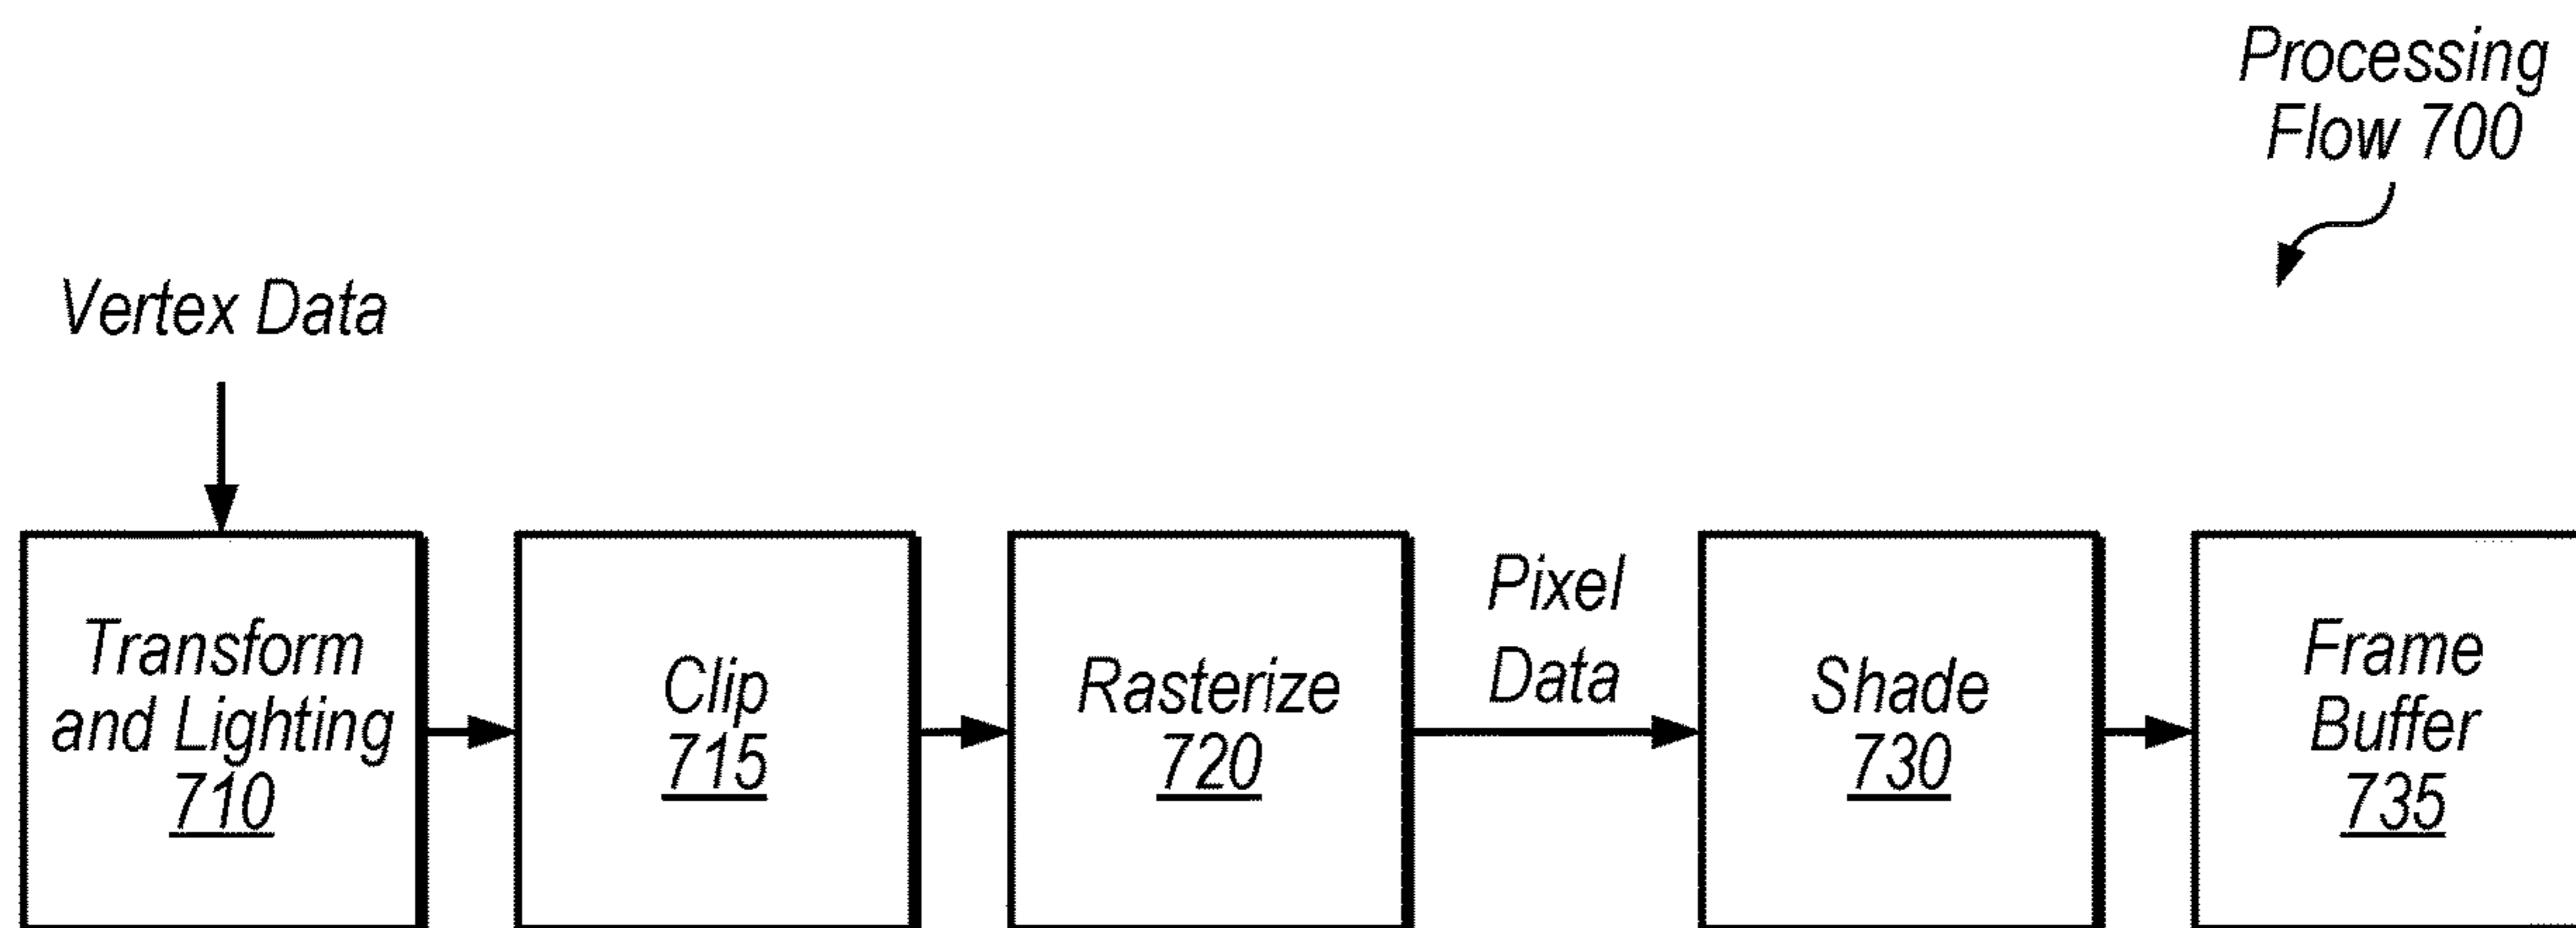 Processing
Flow 700
Vertex Data
Transform
and Lighting
710
Clip
715
Rasterize
720
Pixel
Data
Shade
730
Frame
Buffer
735